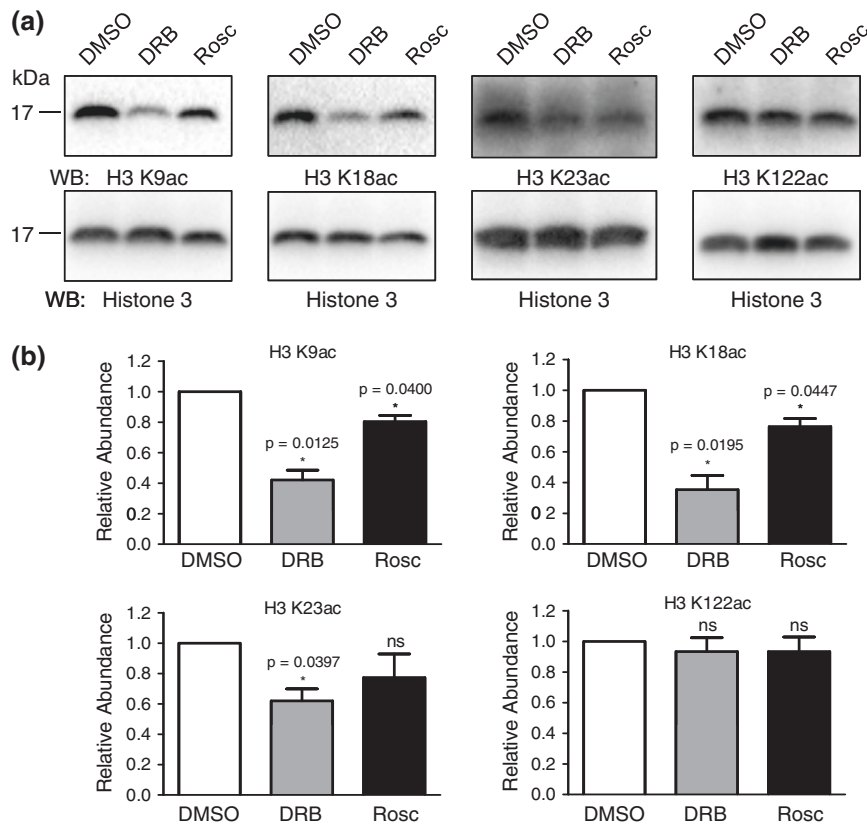 (a)
DMSO DRB Rosc DMSO DRB Rosc DMSO DRB Rosc DMSO DRB Rosc
kDa
17
WB: H3 K9ac H3 K18ac H3 K23ac H3 K122ac
17
WB: Histone 3 Histone 3 Histone 3 Histone 3
(b)
H3 K9ac
Relative Abundance
1.2
1.0
0.8
0.6
0.4
0.2
0.0
p = 0.0125
*
p = 0.0400
*
DMSO DRB Rosc
H3 K18ac
Relative Abundance
1.2
1.0
0.8
0.6
0.4
0 2
0.0
p = 0.0195
*
p = 0.0447
*
DMSO DRB Rosc
H3 K23ac
Relative Abundance
1.2
1.0
0.8
0.6
0.4
0.2
0.0
p = 0.0397
*
ns
DMSO DRB Rosc
H3 K122ac
Relative Abundance
1.2
1.0
0.8
0.6
0.4
0.2
0.0
ns
ns
DMSO DRB Rosc